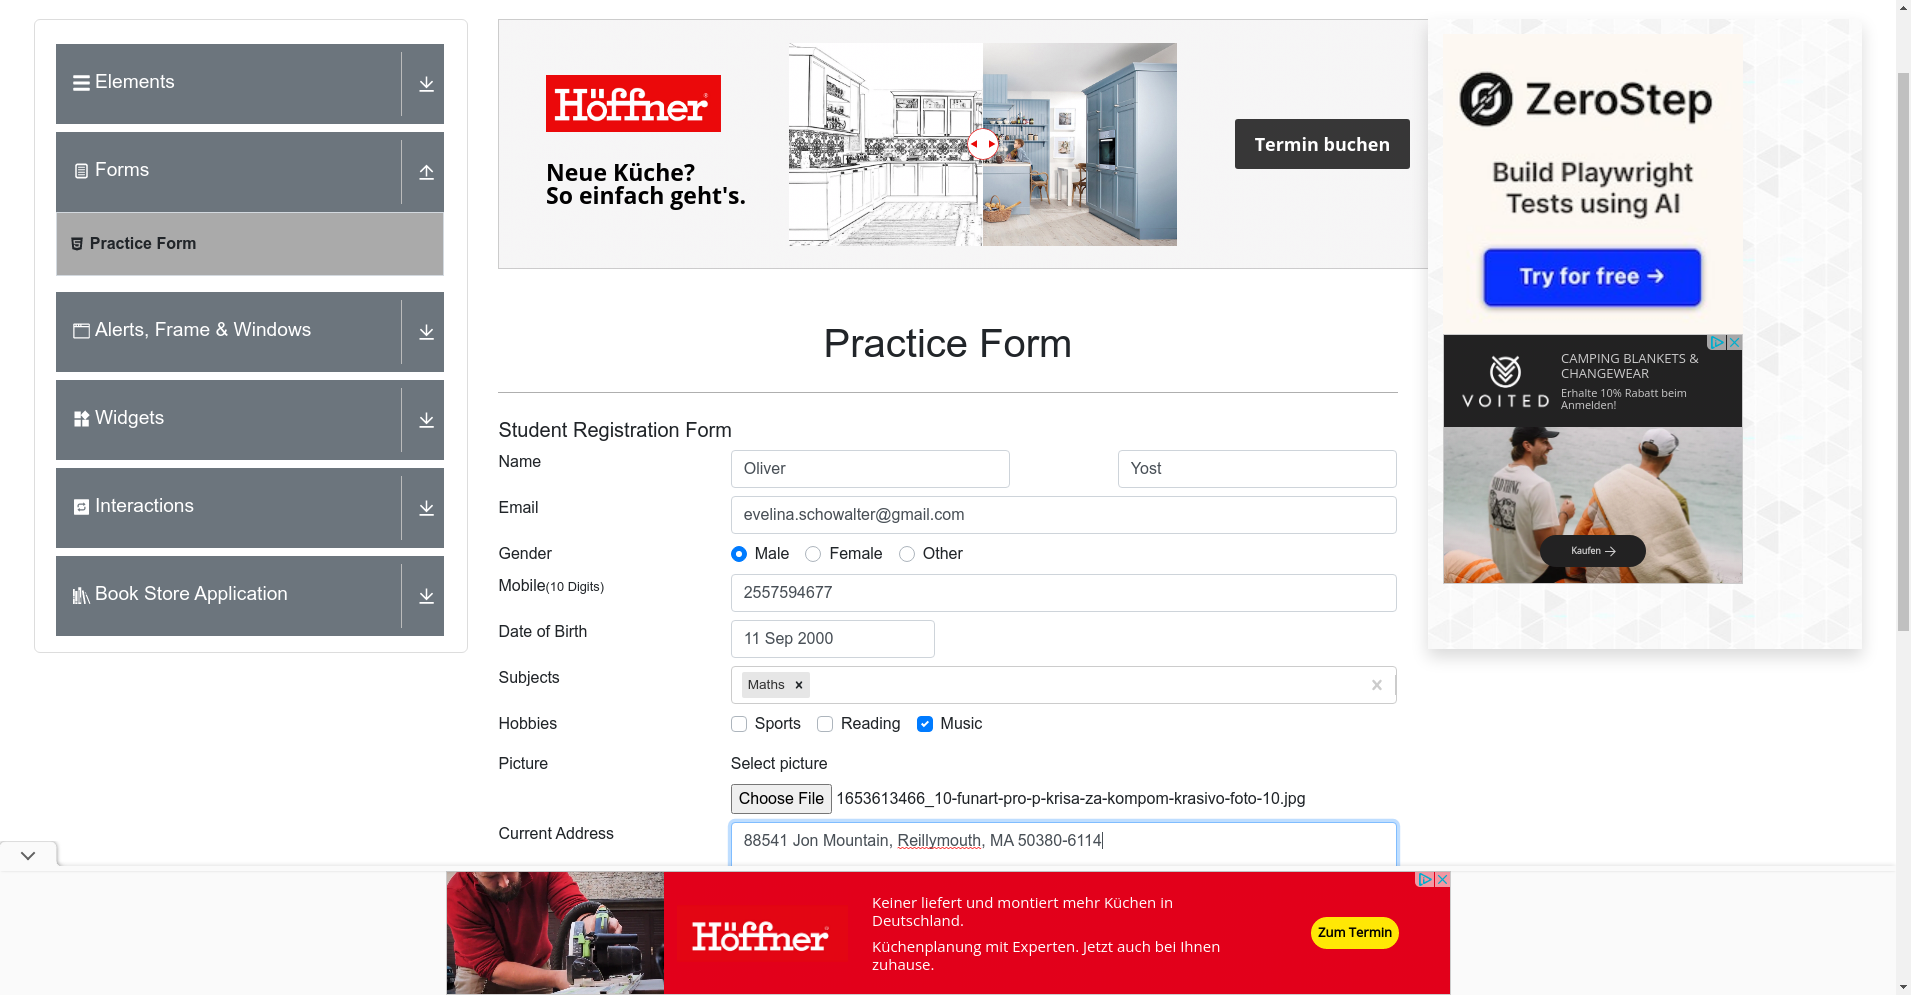 Elements
Forms
Practice Form
Alerts, Frame & Windows
Widgets
Interactions
Book Store Application
Höffner
Neue Küche?
So einfach geht's.
Termin buchen
Practice Form
Student Registration Form
Name
Oliver
Yost
Email
evelina.schowalter@gmail.com
Gender
Male
Female
Other
Mobile(10 Digits)
2557594677
Date of Birth
11 Sep 2000
Subjects
Maths
Hobbies
Sports
Reading
Music
Picture
Select picture
Choose File 1653613466_10-funart-pro-p-krisa-za-kompom-krasivo-foto-10.jpg
Current Address
88541 Jon Mountain, Reillymouth, MA 50380-6114
ZeroStep
Build Playwright
Tests using AI
Try for free →
VOITED
CAMPING BLANKETS &
CHANGEWEAR
Erhalte 10% Rabatt beim
Anmelden!
Kaufen →
Höffner
Keiner liefert und montiert mehr Küchen in
Deutschland.
Küchenplanung mit Experten. Jetzt auch bei Ihnen
zuhause.
Zum Termin